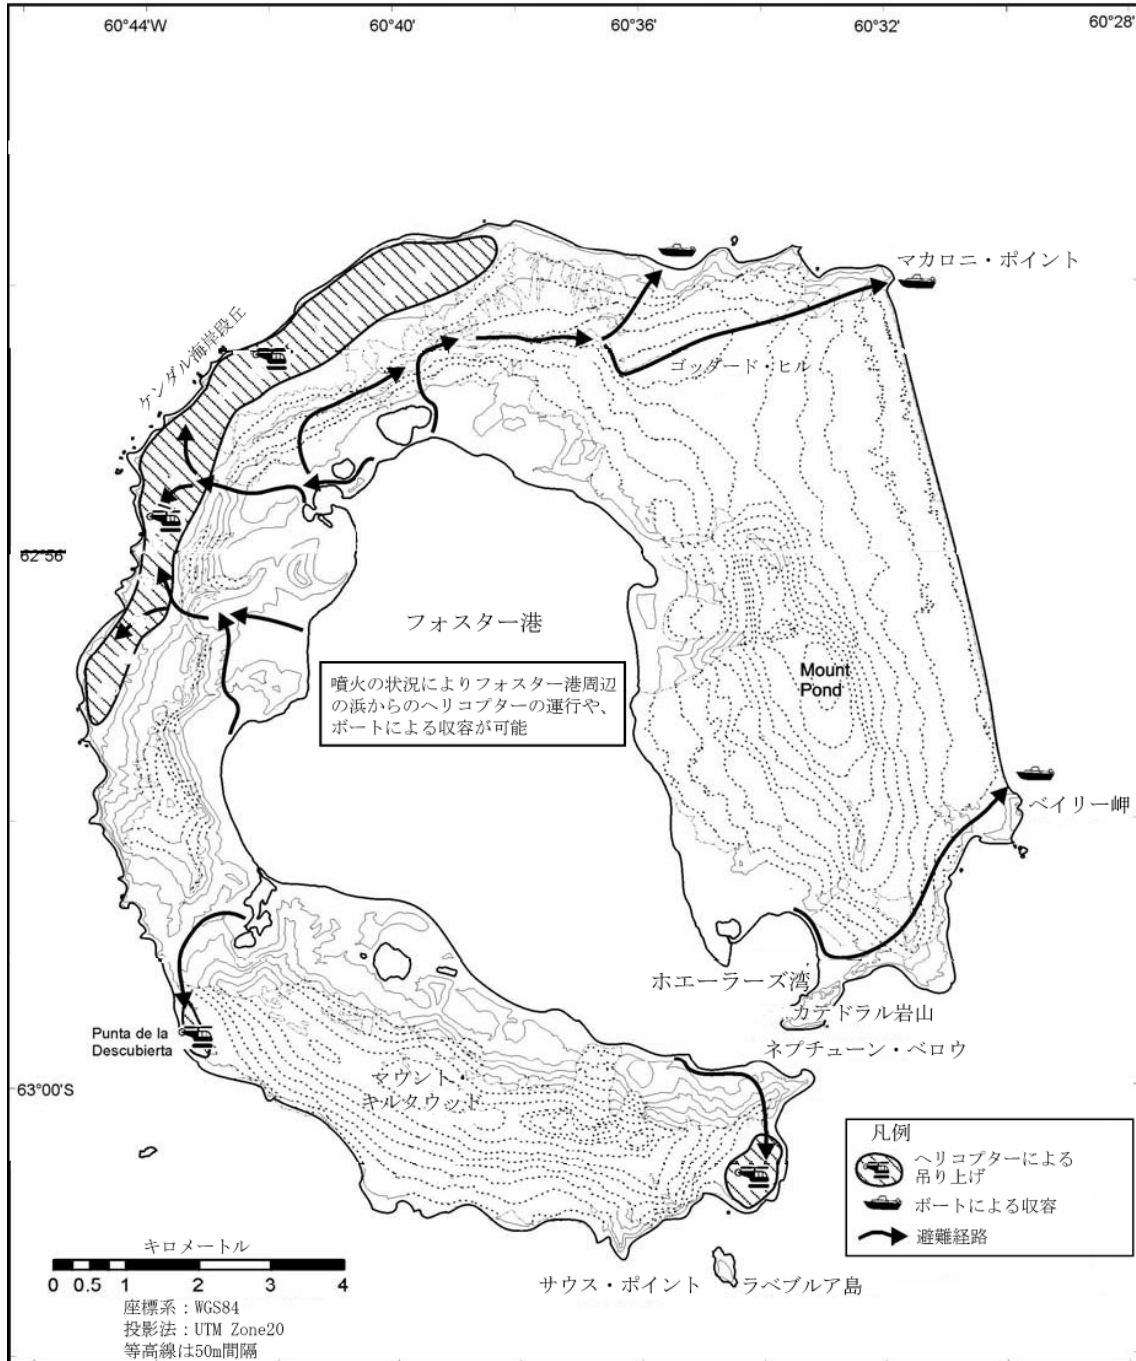 60°44'W
60°40'
60°36'
60°32'
60°28'
マカロニ・ポイント
ケンダル海岸段丘
ゴッダード・ヒル
62°56'
フォスター港
噴火の状況によりフォスター港周辺
の浜からのヘリコプターの運行や、
ボートによる収容が可能
Mount
Pond
ベイリー岬
ホエーラーズ湾
カテドラル岩山
ネプチューン・ベロウ
Punta de la
Descubierta
マウント・
キルタウッド
63°00'S
凡例
ヘリコプターによる
吊り上げ
ボートによる収容
避難経路
キロメートル
0 0.5 1 2 3 4
サウス・ポイント
ラベブルア島
座標系：WGS84
投影法：UTM Zone20
等高線は50m間隔